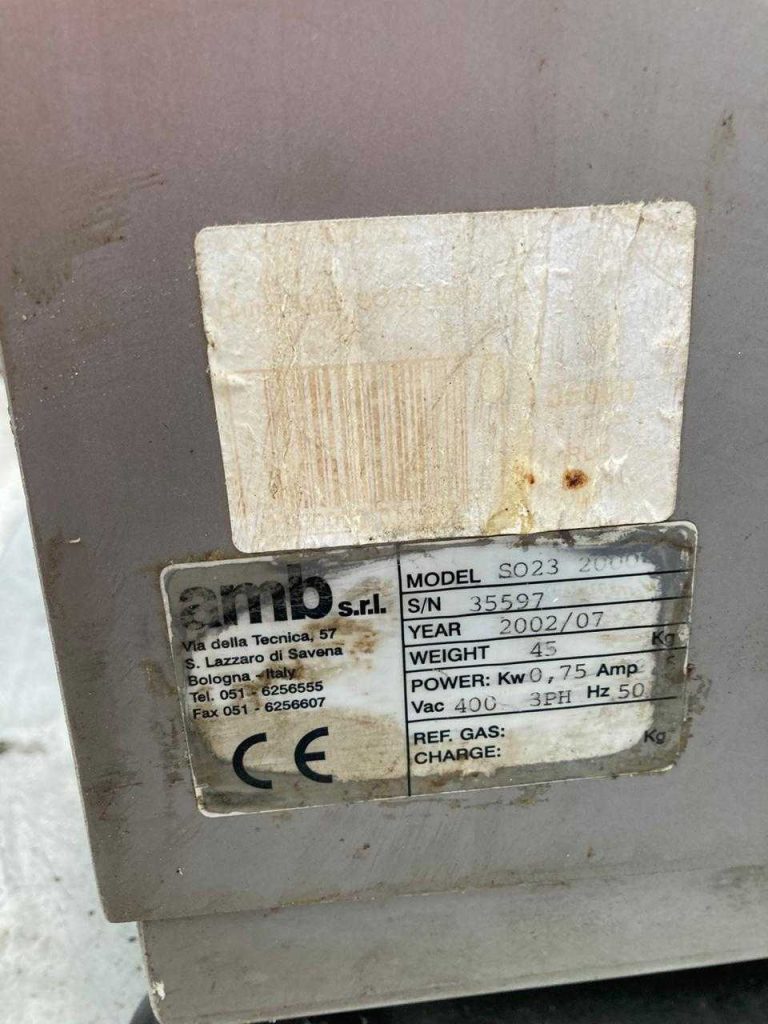 amb s.r.l.
Via della Tecnica, 57
S. Lazzaro di Savena
Bologna - Italy
Tel. 051 - 6256555
Fax 051 - 6256607
CE
MODEL SO23 2000
S/N 35597
YEAR 2002/07
WEIGHT 45 Kg
POWER: Kw 0,75 Amp
Vac 400 3PH Hz 50
REF. GAS:
CHARGE: Kg